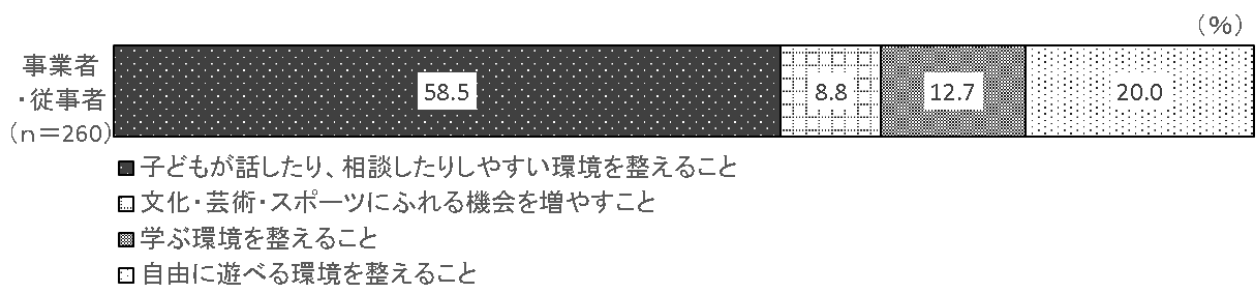 (%)
事業者
・従事者
(n=260)
58.5
8.8
12.7
20.0
子どもが話したり、相談したりしやすい環境を整えること
文化・芸術・スポーツにふれる機会を増やすこと
学ぶ環境を整えること
自由に遊べる環境を整えること